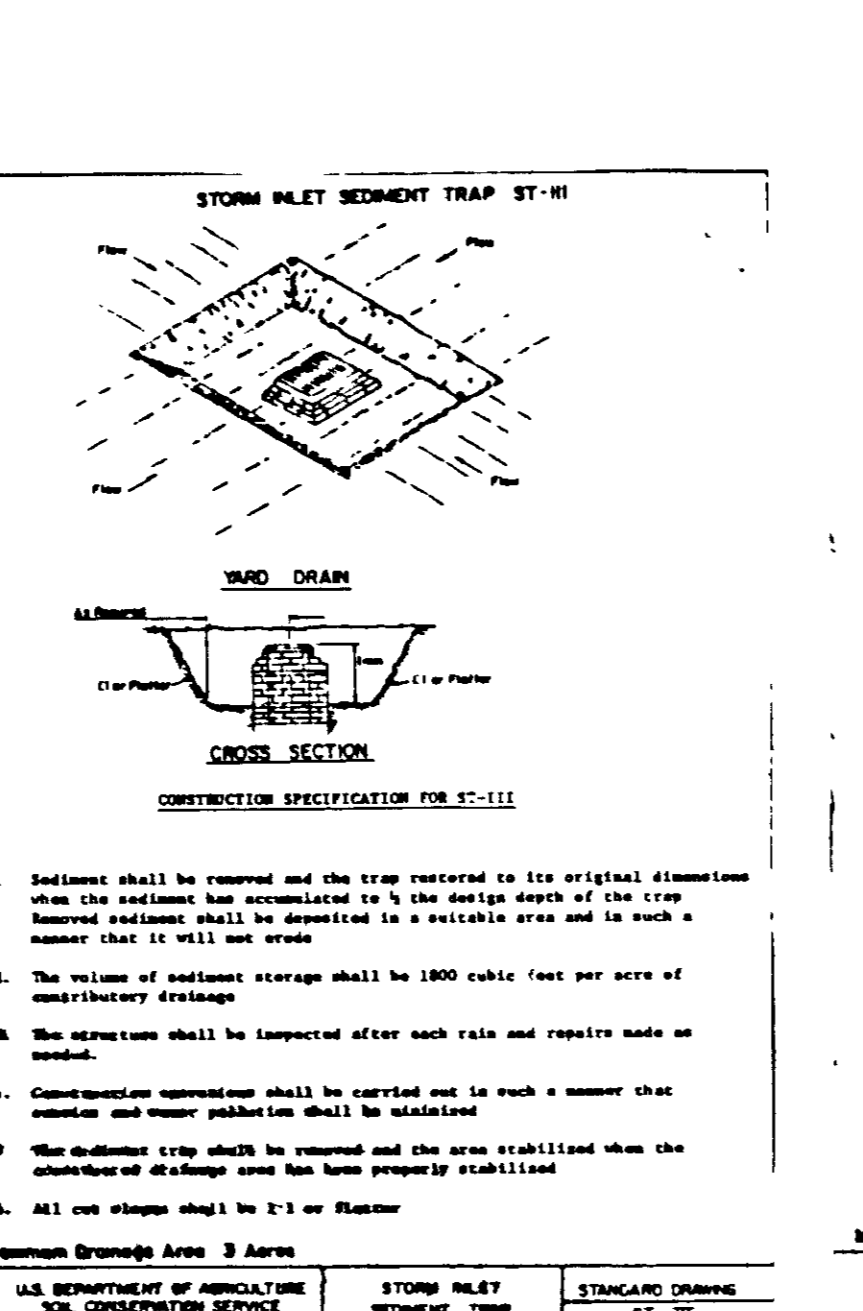 STORM INLET SEDIMENT TRAP ST-III
Flow
Flow
Flow
Flow
YARD DRAIN
As Required
or Flatter
or Flatter
CROSS SECTION
CONSTRUCTION SPECIFICATION FOR ST-III
Sediment shall be removed and the trap restored to its original dimensions
when the sediment has accumulated to ½ the design depth of the trap
Removed sediment shall be deposited in a suitable area and in such a
manner that it will not erode
The volume of sediment storage shall be 1800 cubic feet per acre of
contributory drainage
The structure shall be inspected after each rain and repairs made as
needed.
Construction operations shall be carried out in such a manner that
erosion and water pollution shall be minimized
The sediment trap shall be removed and the area stabilized when the
drainage area has been properly stabilized
All cut slopes shall be or flatter
Drainage Area 3 Acres
U.S. DEPARTMENT OF AGRICULTURE
SOIL CONSERVATION SERVICE
STORM INLET
SEDIMENT TRAP
STANDARD DRAWING